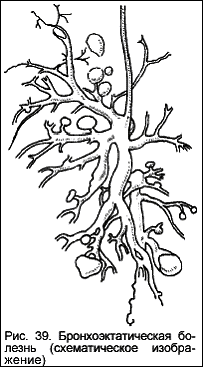 Рис. 39. Бронхоэктатическая бо-
лезнь (схематическое изобра-
жение)